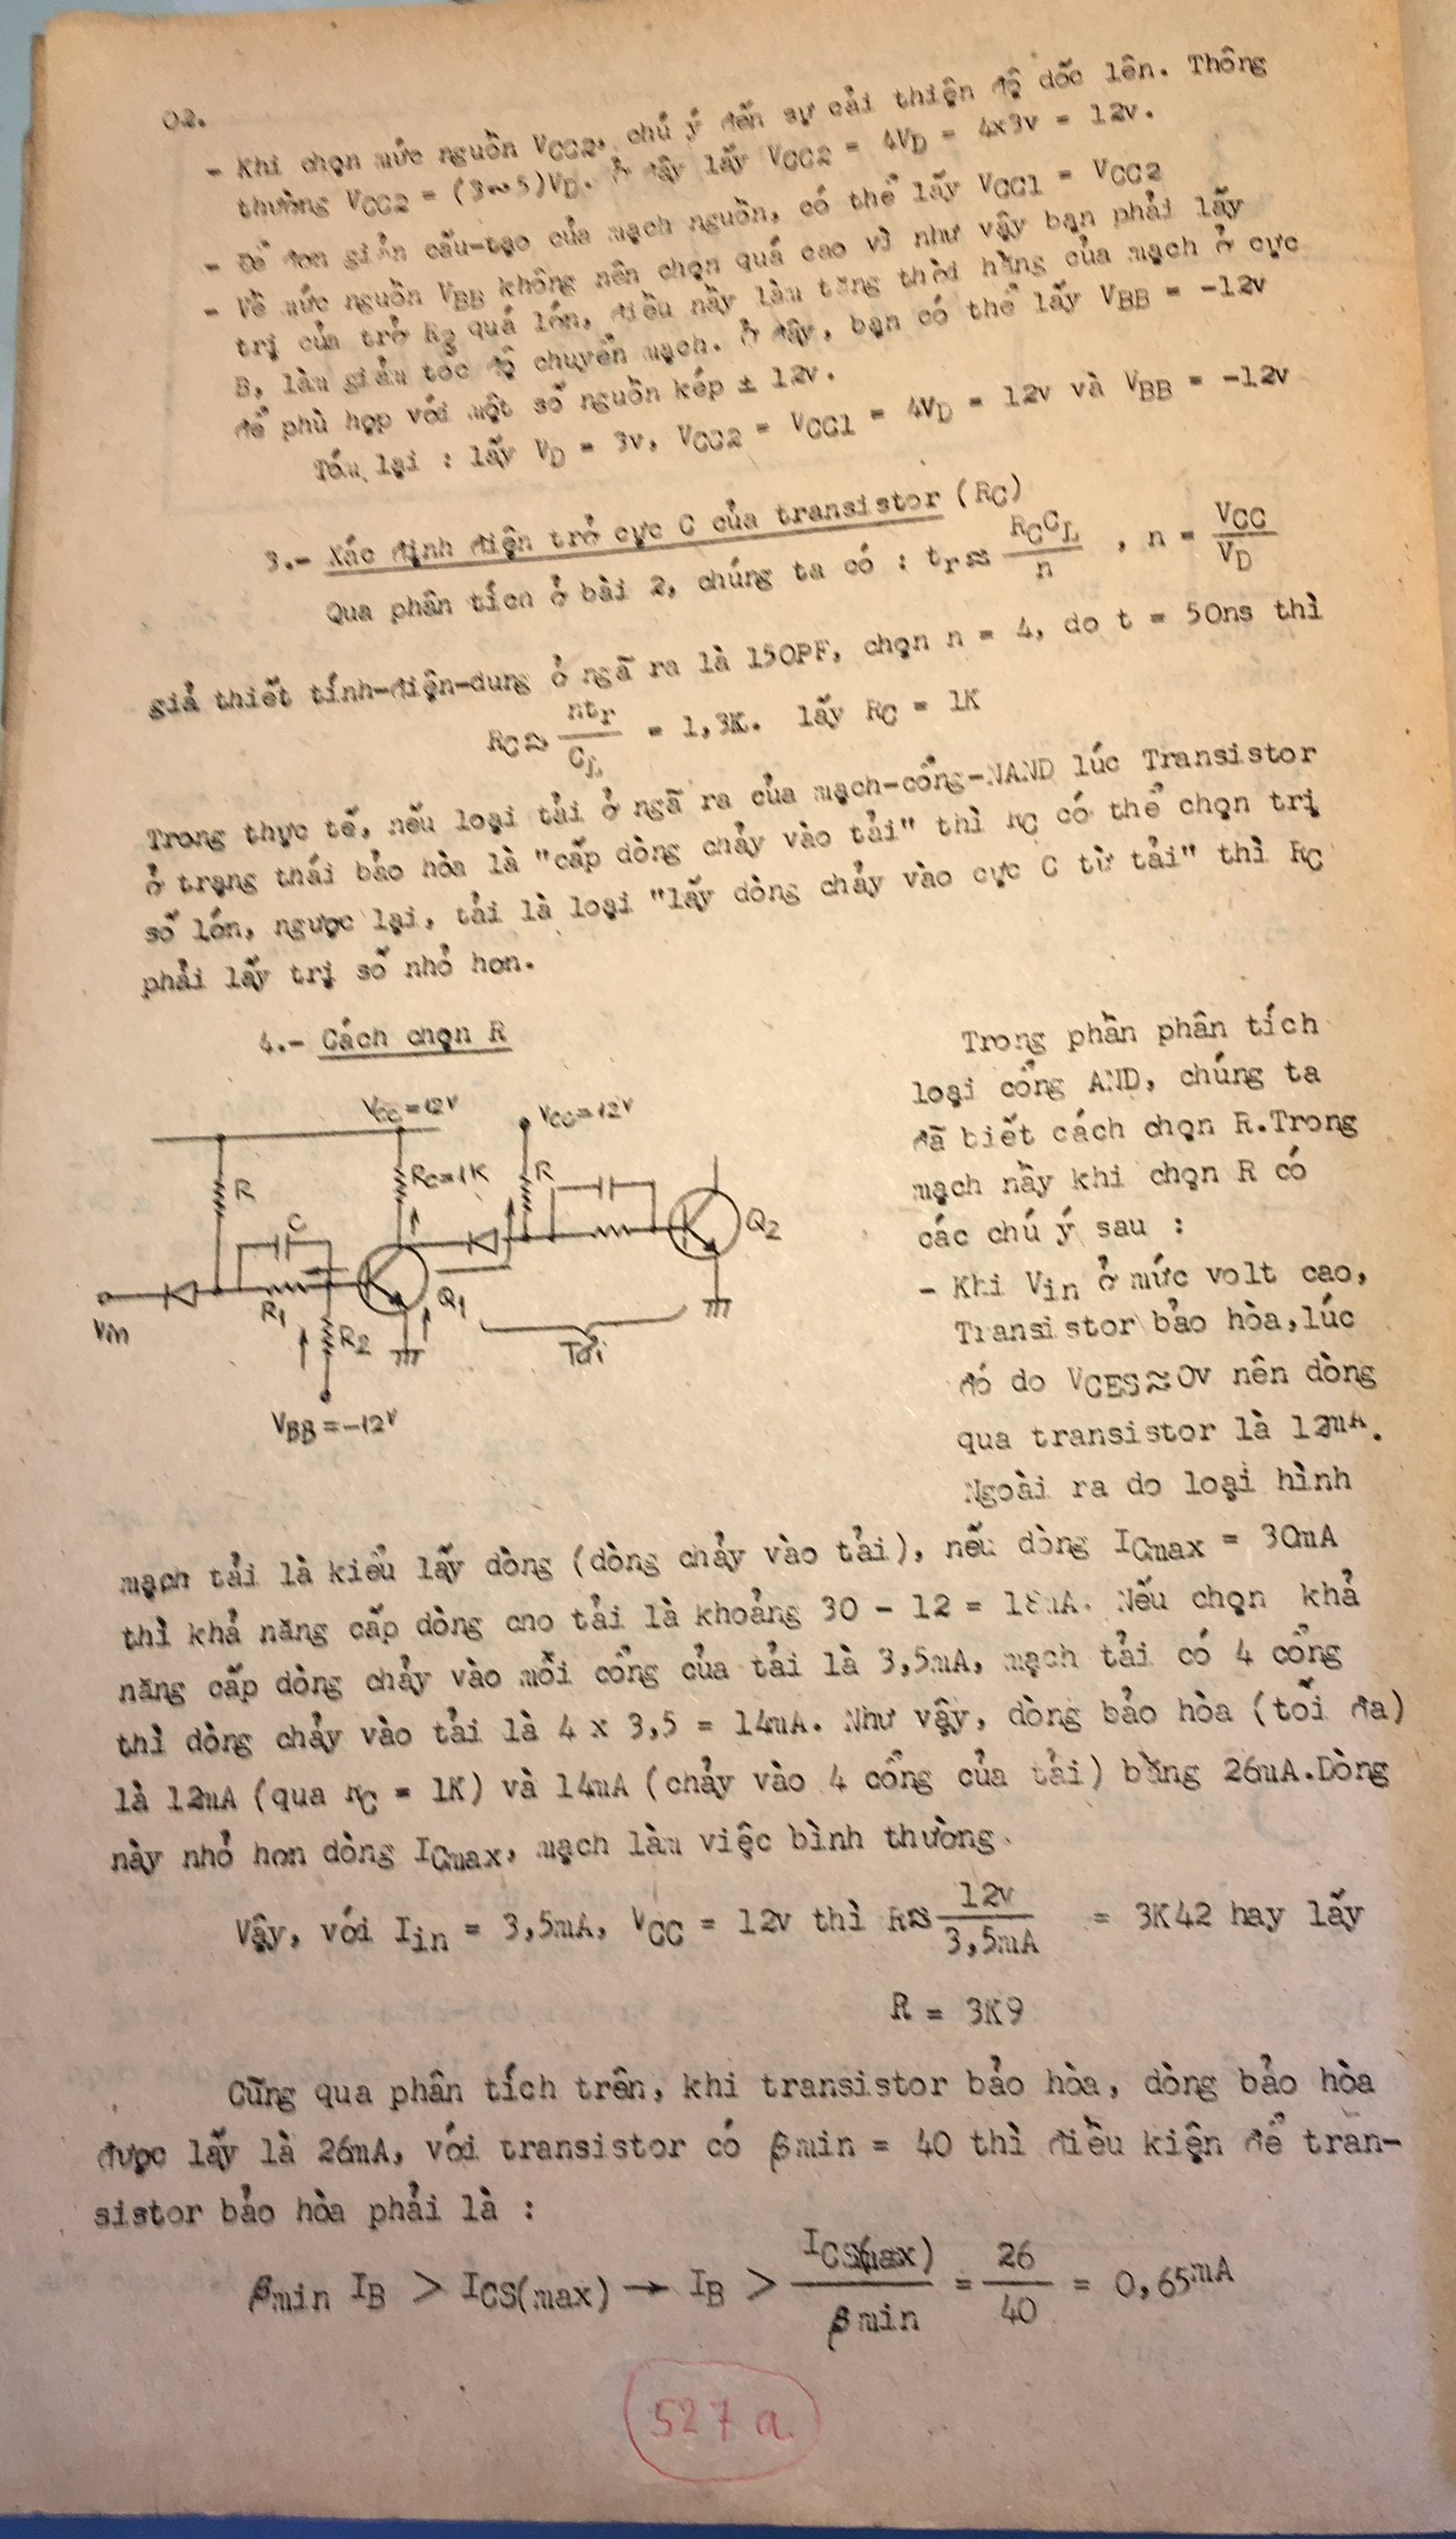 02.
- Khi chọn mức nguồn VCC2, chú ý đến sự cải thiện độ dốc lên. Thông
thường VCC2 = (3∾5)VD. Ở đây lấy VCC2 = 4VD = 4x3v = 12v.
- Để đơn giản cấu-tạo của mạch nguồn, có thể lấy VCC1 = VCC2
- Về mức nguồn VBB không nên chọn quá cao vì như vậy bạn phải lấy
trị của trở R2 quá lớn, điều nầy làm tăng thời hằng của mạch ở cực
B, làm giảm tốc độ chuyển mạch. Ở đây, bạn có thể lấy VBB = -12v
để phù hợp với một số nguồn kép ± 12v.
Tóm lại : lấy VD = 3v, VCC2 = VCC1 = 4VD = 12v và VBB = -12v
3.- Xác định điện trở cực C của transistor (RC)
Qua phân tích ở bài 2, chúng ta có : tr ≈ RCCL / n , n = VCC / VD
giả thiết tính-điện-dung ở ngã ra là 150PF, chọn n = 4, do t = 50ns thì
RC ≈ ntr / CL = 1,3K. lấy RC = 1K
Trong thực tế, nếu loại tải ở ngã ra của mạch-cổng-NAND lúc Transistor
ở trạng thái bảo hòa là "cấp dòng chảy vào tải" thì RC có thể chọn trị
số lớn, ngược lại, tải là loại "lấy dòng chảy vào cực C từ tải" thì RC
phải lấy trị số nhỏ hơn.
4.- Cách chọn R
Trong phần phân tích
loại cổng AND, chúng ta
đã biết cách chọn R.Trong
mạch nầy khi chọn R có
các chú ý sau :
- Khi Vin ở mức volt cao,
Transistor bảo hòa,lúc
đó do VCES≈0v nên dòng
qua transistor là 12mA.
Ngoài ra do loại hình
VCC=12V
VCC=12V
R
RC=1K
R
C
Q2
Vin
R1
Q1
R2
Tải
VBB=-12V
mạch tải là kiểu lấy dòng (dòng chảy vào tải), nếu dòng ICmax = 30mA
thì khả năng cấp dòng cho tải là khoảng 30 - 12 = 18mA. Nếu chọn khả
năng cấp dòng chảy vào mỗi cổng của tải là 3,5mA, mạch tải có 4 cổng
thì dòng chảy vào tải là 4 x 3,5 = 14mA. Như vậy, dòng bảo hòa (tối đa)
là 12mA (qua RC = 1K) và 14mA (chảy vào 4 cổng của tải) bằng 26mA.Dòng
này nhỏ hơn dòng ICmax, mạch làm việc bình thường.
Vậy, với Iin = 3,5mA, VCC = 12v thì R≈ 12v / 3,5mA = 3K42 hay lấy
R = 3K9
Cũng qua phân tích trên, khi transistor bảo hòa, dòng bảo hòa
được lấy là 26mA, với transistor có βmin = 40 thì điều kiện để tran-
sistor bảo hòa phải là :
βmin IB > ICS(max) → IB > ICS(max) / βmin = 26 / 40 = 0,65mA
527a